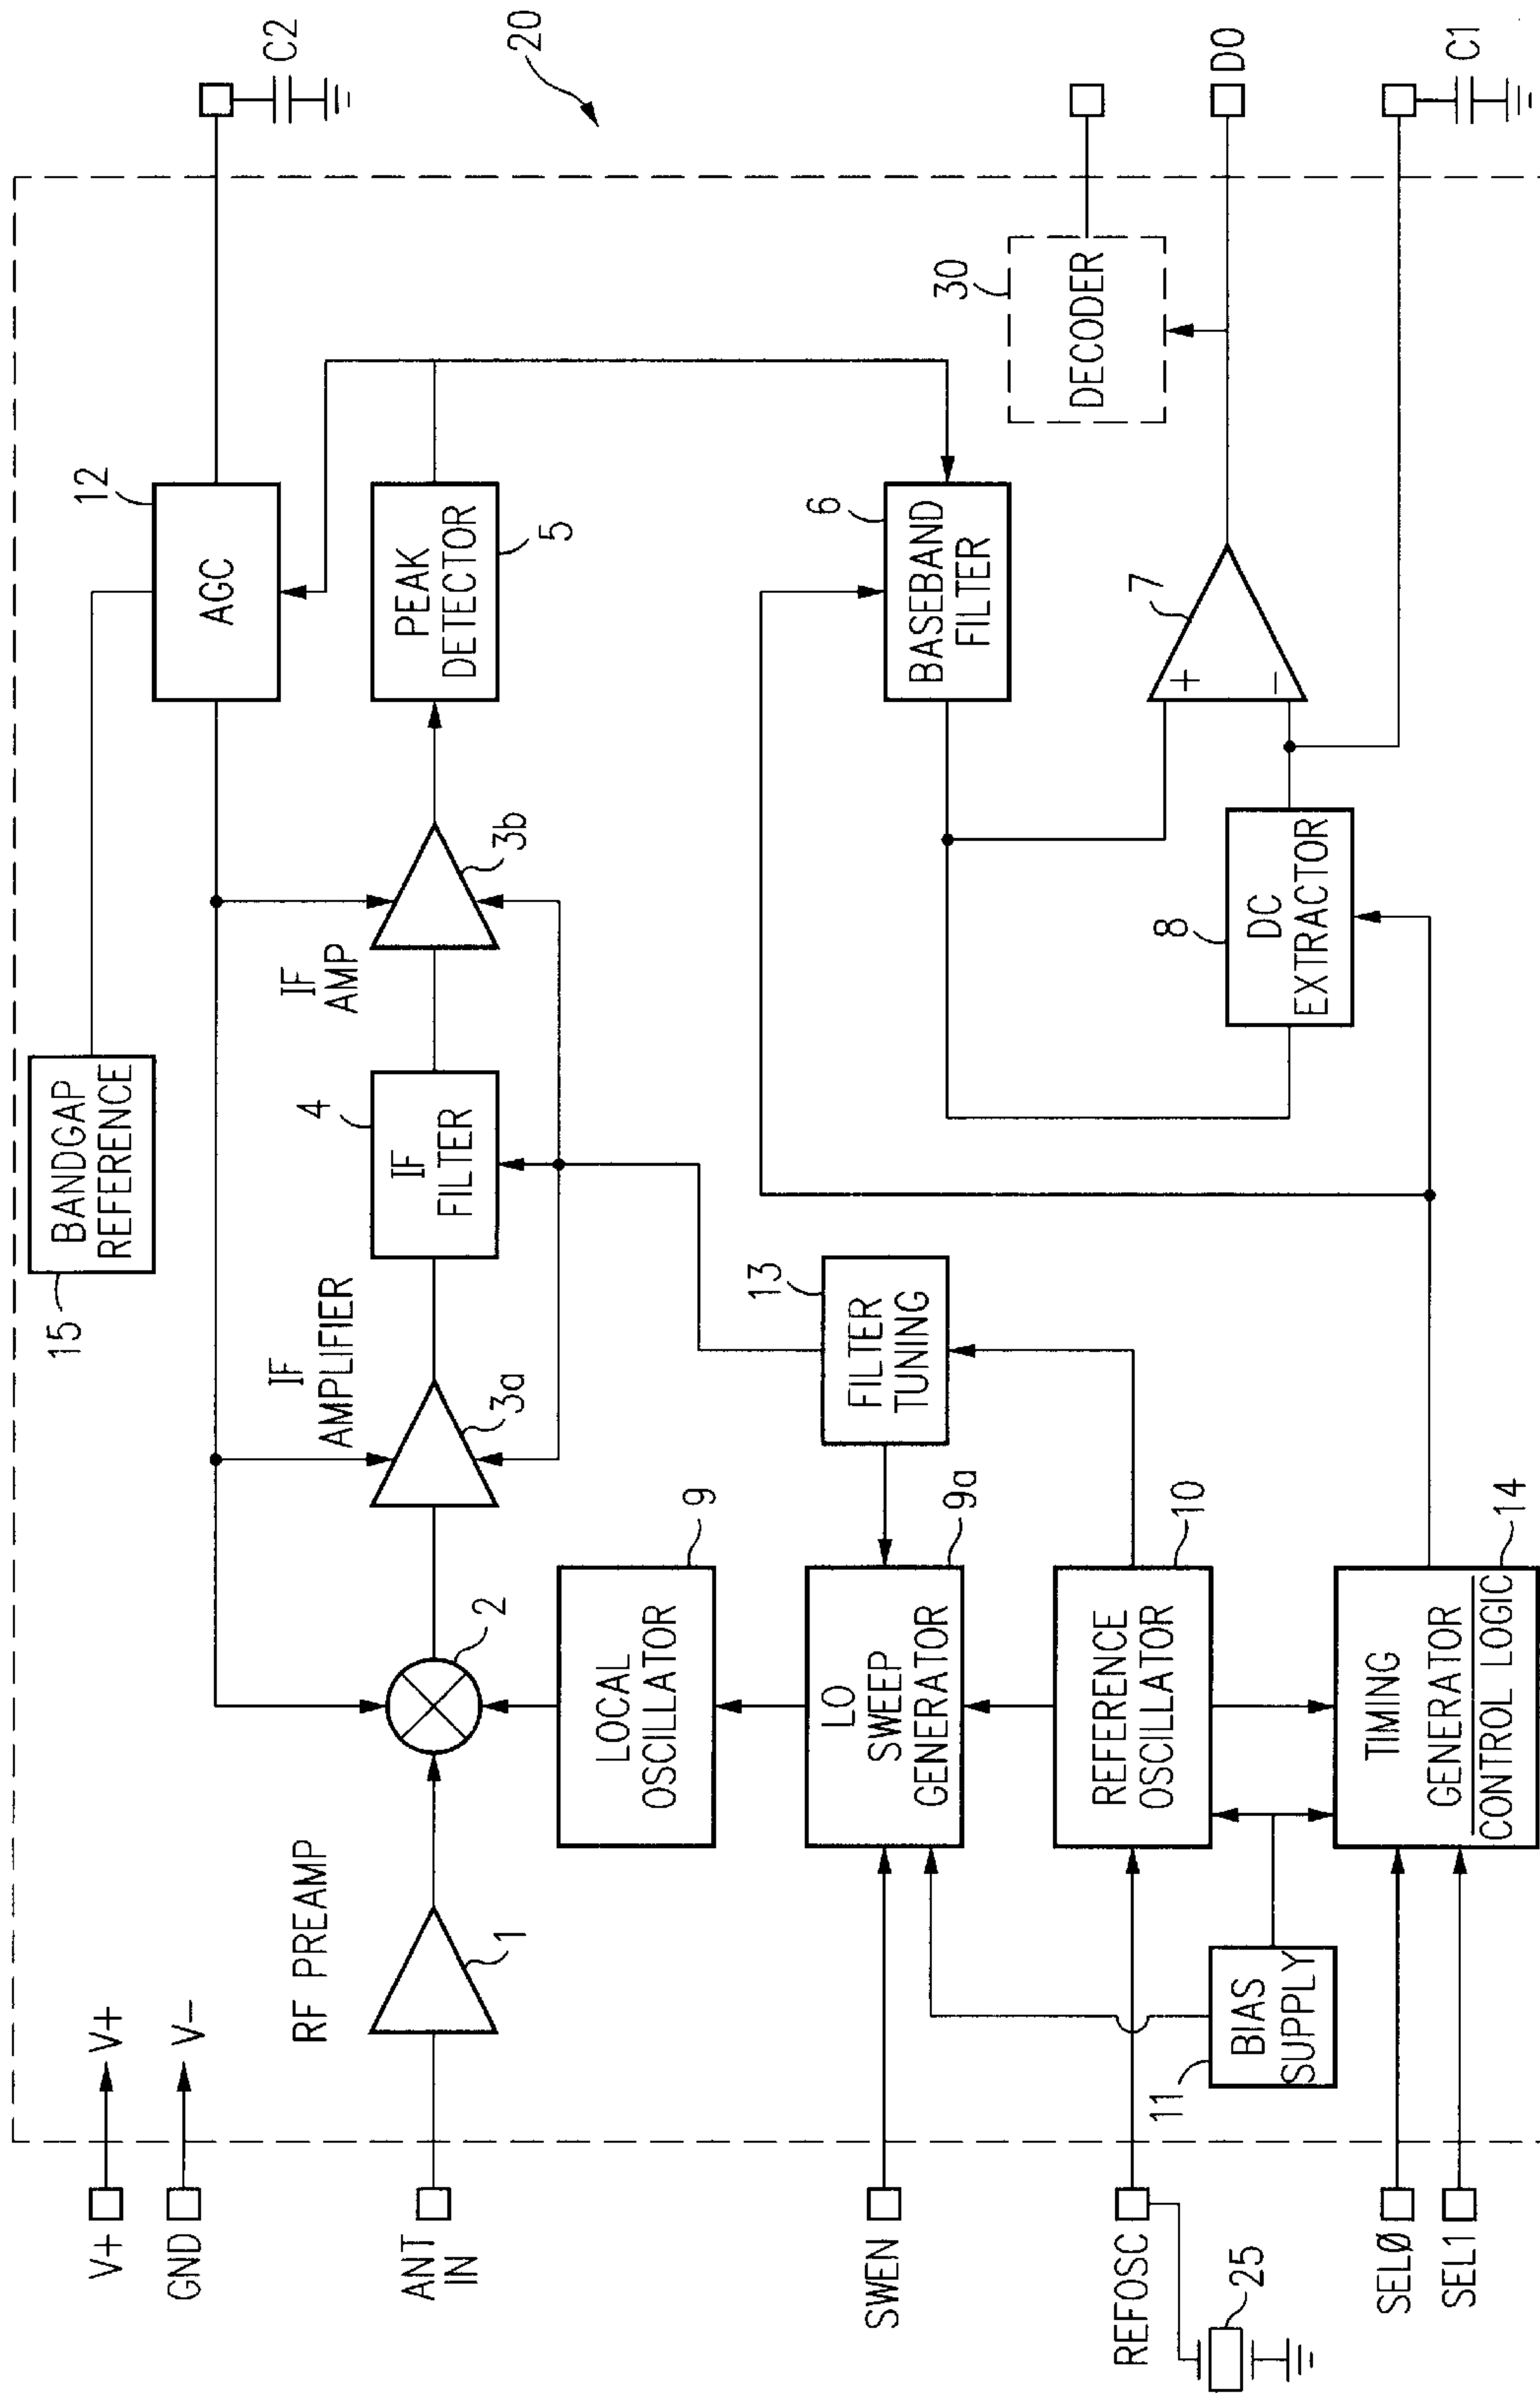 V+
V+
GND
V-
ANT
IN
RF PREAMP
1
2
IF
AMPLIFIER
3a
4
IF
FILTER
IF
AMP
3b
PEAK
DETECTOR
5
15
BANDGAP
REFERENCE
12
AGC
C2
20
LOCAL
OSCILLATOR
9
SWEN
LO
SWEEP
GENERATOR
9a
13
FILTER
TUNING
6
BASEBAND
FILTER
30
DECODER
REFOSC
25
REFERENCE
OSCILLATOR
10
11
BIAS
SUPPLY
8
DC
EXTRACTOR
7
+
−
DO
C1
SELØ
SEL1
TIMING
GENERATOR
CONTROL LOGIC
14